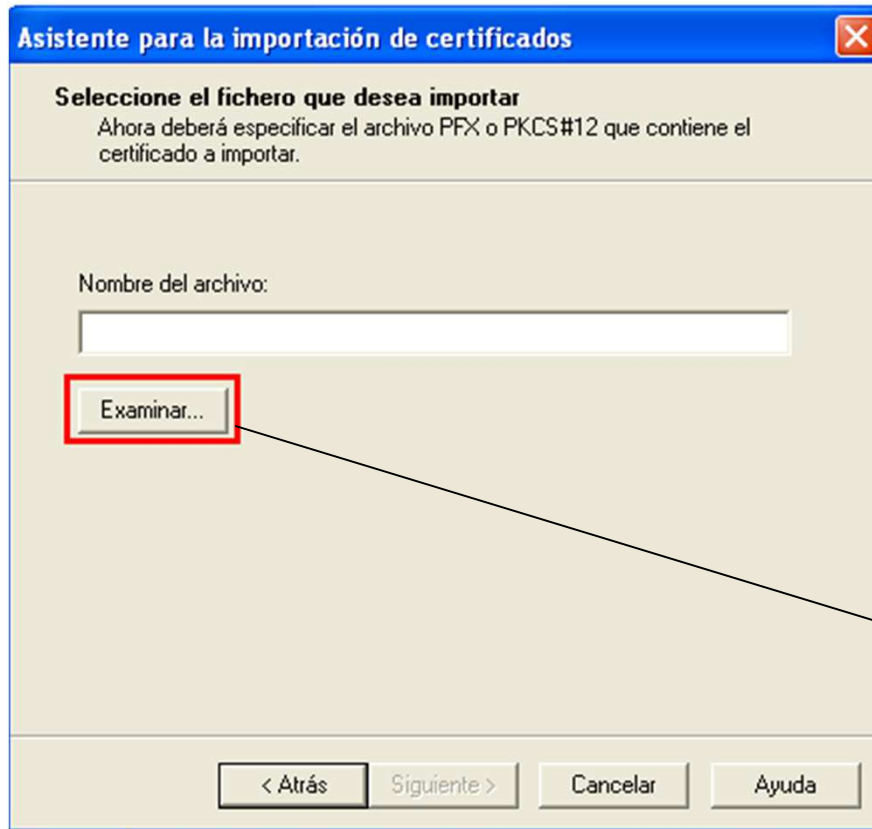 Asistente para la importación de certificados
Seleccione el fichero que desea importar
Ahora deberá especificar el archivo PFX o PKCS#12 que contiene el
certificado a importar.
Nombre del archivo:
Examinar...
< Atrás
Siguiente >
Cancelar
Ayuda